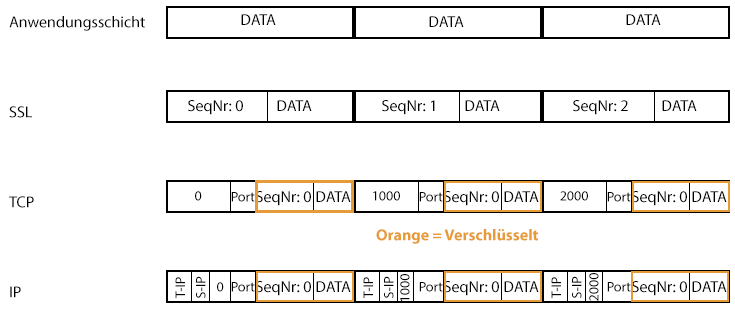 Anwendungsschicht DATA DATA DATA
SSL SeqNr: 0 DATA SeqNr: 1 DATA SeqNr: 2 DATA
TCP 0 Port SeqNr: 0 DATA 1000 Port SeqNr: 0 DATA 2000 Port SeqNr: 0 DATA
Orange = Verschlüsselt
IP T-IP S-IP 0 Port SeqNr: 0 DATA T-IP S-IP 1000 Port SeqNr: 0 DATA T-IP S-IP 2000 Port SeqNr: 0 DATA